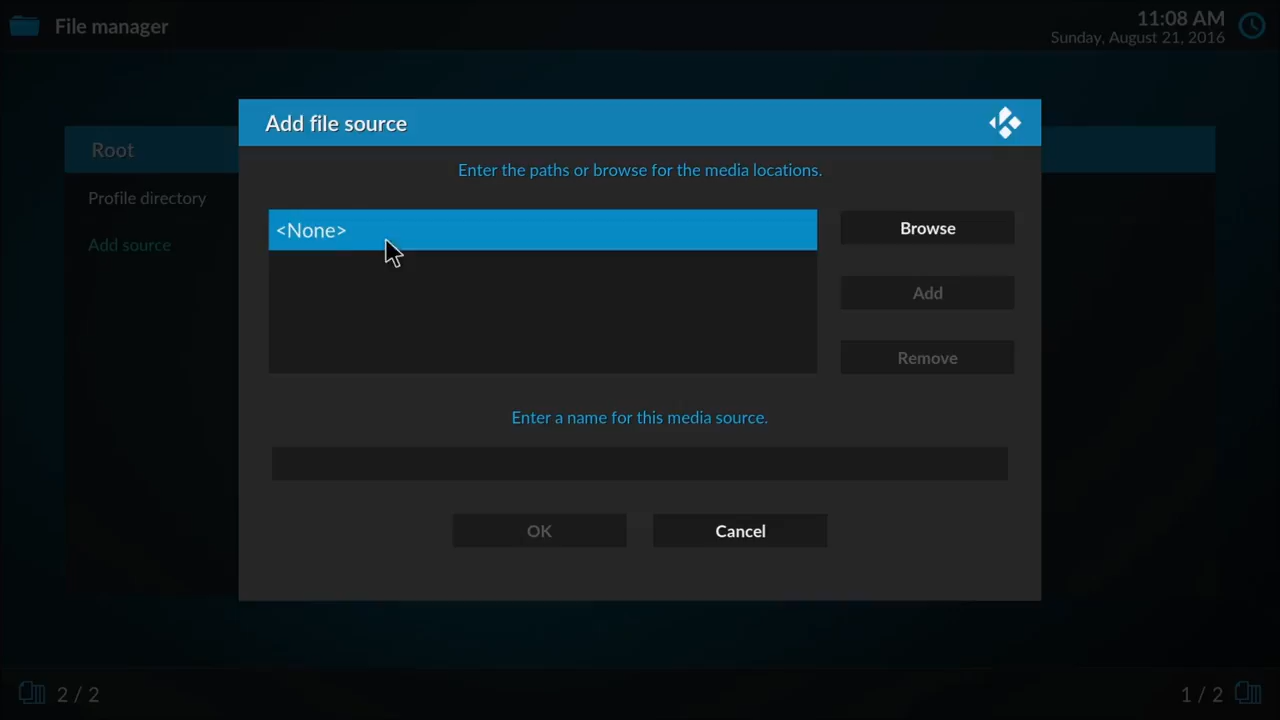 File manager
11:08 AM
Sunday, August 21, 2016
Add file source
Root
Enter the paths or browse for the media locations.
Profile directory
<None>
Browse
Add source
Add
Remove
Enter a name for this media source.
OK
Cancel
2 / 2
1 / 2